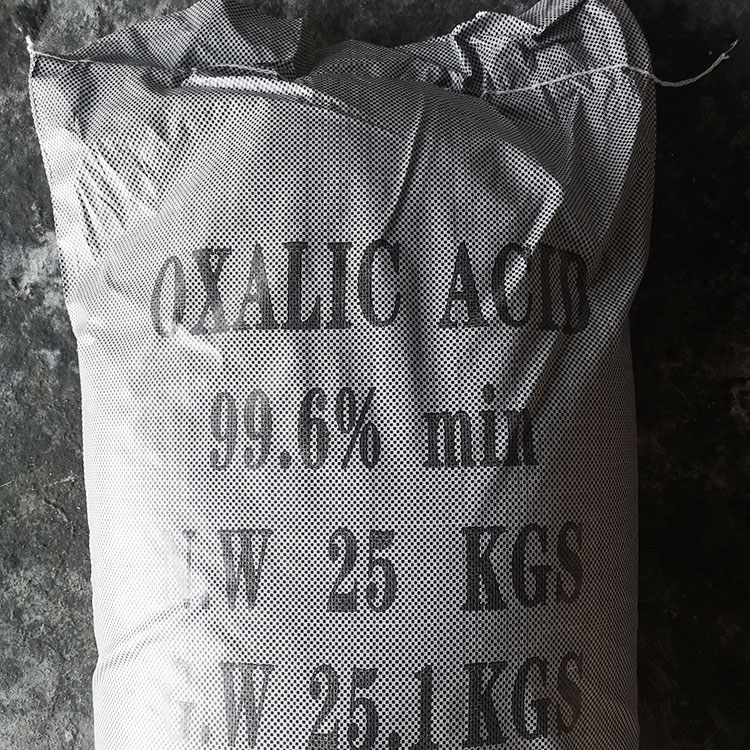 OXALIC ACID
99.6% min
N.W 25 KGS
G.W 25.1 KGS